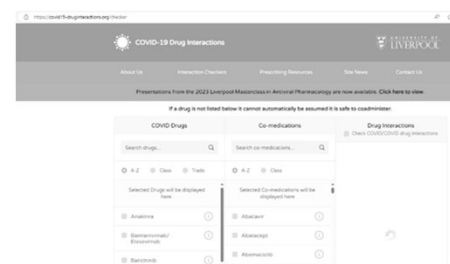 https://covid19-druginteractions.org/checker
COVID-19 Drug Interactions
UNIVERSITY OF
LIVERPOOL
About Us
Interaction Checkers
Prescribing Resources
Site News
Contact Us
Presentations from the 2023 Liverpool Masterclass in Antiviral Pharmacology are now available. Click here to view.
If a drug is not listed below it cannot automatically be assumed it is safe to coadminister.
COVID Drugs
Co-medications
Drug Interactions
Check COVID/COVID drug interactions
Search drugs...
Search co-medications...
A-Z
Class
Trade
A-Z
Class
Selected Drugs will be displayed
here
Selected Co-medications will be
displayed here
Anakinra
Abacavir
Bamlanivimab/
Etesevimab
Abatacept
Baricitinib
Abemaciclib